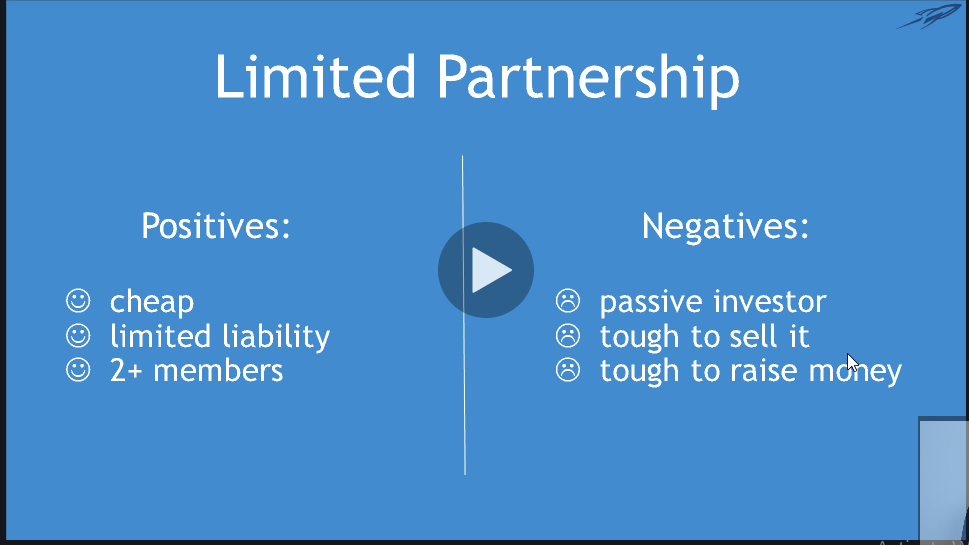 Limited Partnership
Positives:
cheap
limited liability
2+ members
Negatives:
passive investor
tough to sell it
tough to raise money